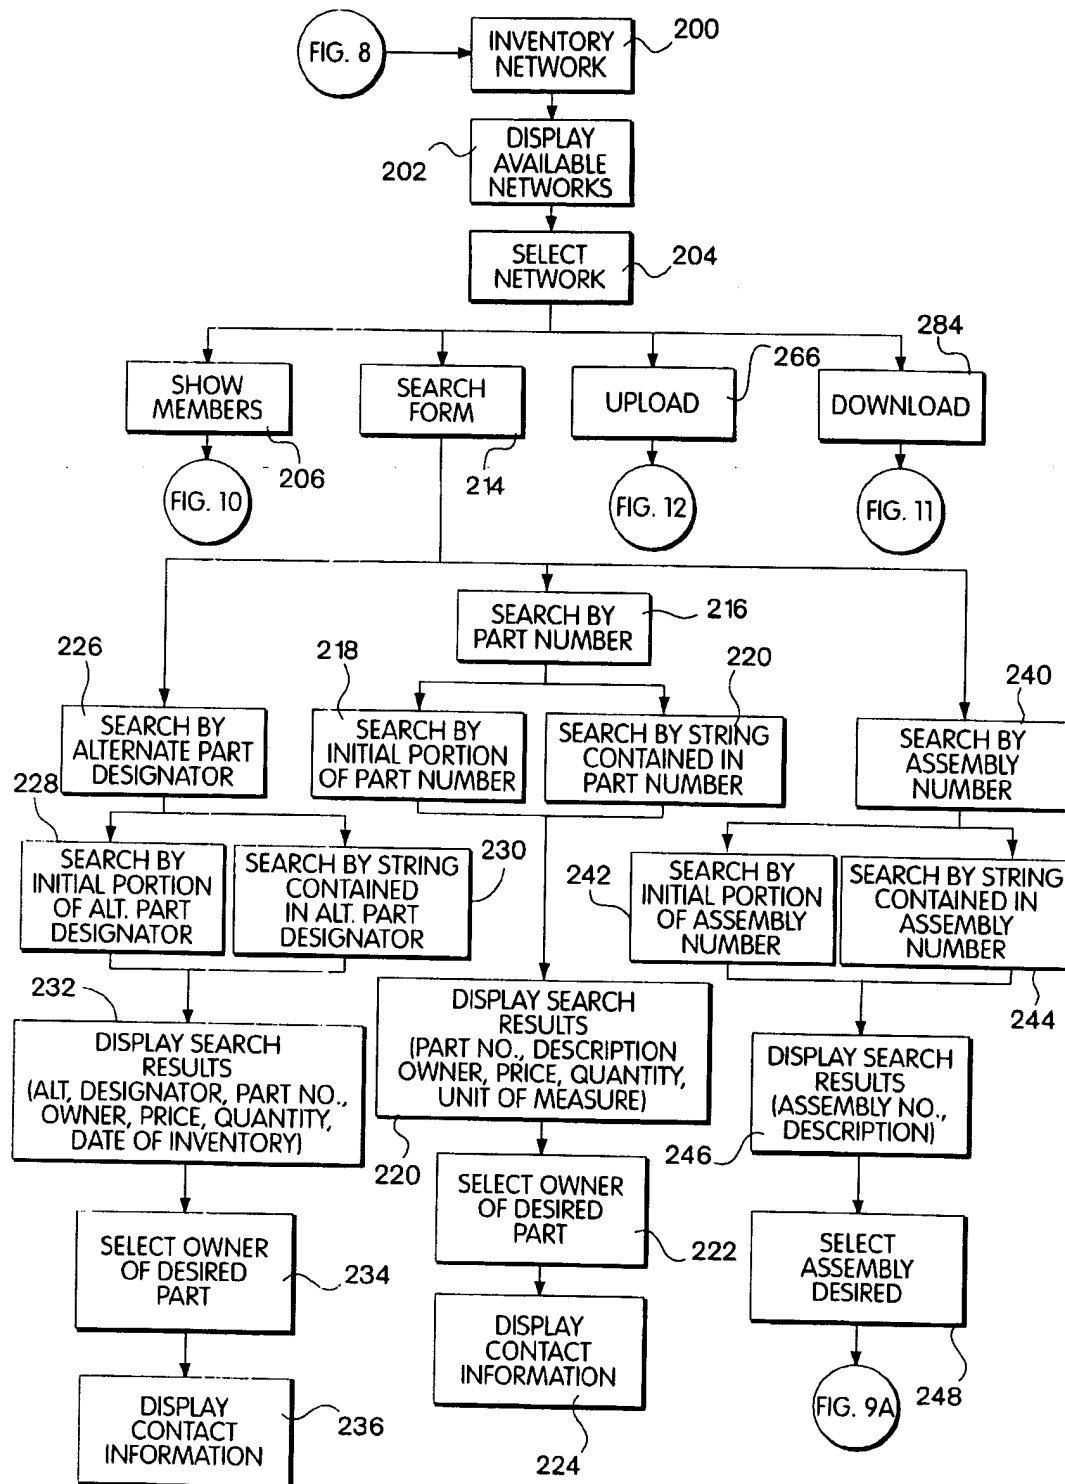 FIG. 8
INVENTORY
NETWORK
200
DISPLAY
AVAILABLE
NETWORKS
202
SELECT
NETWORK
204
SHOW
MEMBERS
206
SEARCH
FORM
214
UPLOAD
266
DOWNLOAD
284
FIG. 10
FIG. 12
FIG. 11
SEARCH BY
PART NUMBER
216
226
SEARCH BY
ALTERNATE PART
DESIGNATOR
218
SEARCH BY
INITIAL PORTION
OF PART NUMBER
220
SEARCH BY STRING
CONTAINED IN
PART NUMBER
240
SEARCH BY
ASSEMBLY
NUMBER
228
SEARCH BY
INITIAL PORTION
OF ALT. PART
DESIGNATOR
SEARCH BY STRING
CONTAINED
IN ALT. PART
DESIGNATOR
230
242
SEARCH BY
INITIAL PORTION
OF ASSEMBLY
NUMBER
SEARCH BY STRING
CONTAINED IN
ASSEMBLY
NUMBER
244
232
DISPLAY SEARCH
RESULTS
(ALT, DESIGNATOR, PART NO.,
OWNER, PRICE, QUANTITY,
DATE OF INVENTORY)
DISPLAY SEARCH
RESULTS
(PART NO., DESCRIPTION
OWNER, PRICE, QUANTITY,
UNIT OF MEASURE)
220
DISPLAY SEARCH
RESULTS
(ASSEMBLY NO.,
DESCRIPTION)
246
SELECT OWNER
OF DESIRED
PART
234
SELECT OWNER
OF DESIRED
PART
222
SELECT
ASSEMBLY
DESIRED
248
DISPLAY
CONTACT
INFORMATION
236
DISPLAY
CONTACT
INFORMATION
224
FIG. 9A